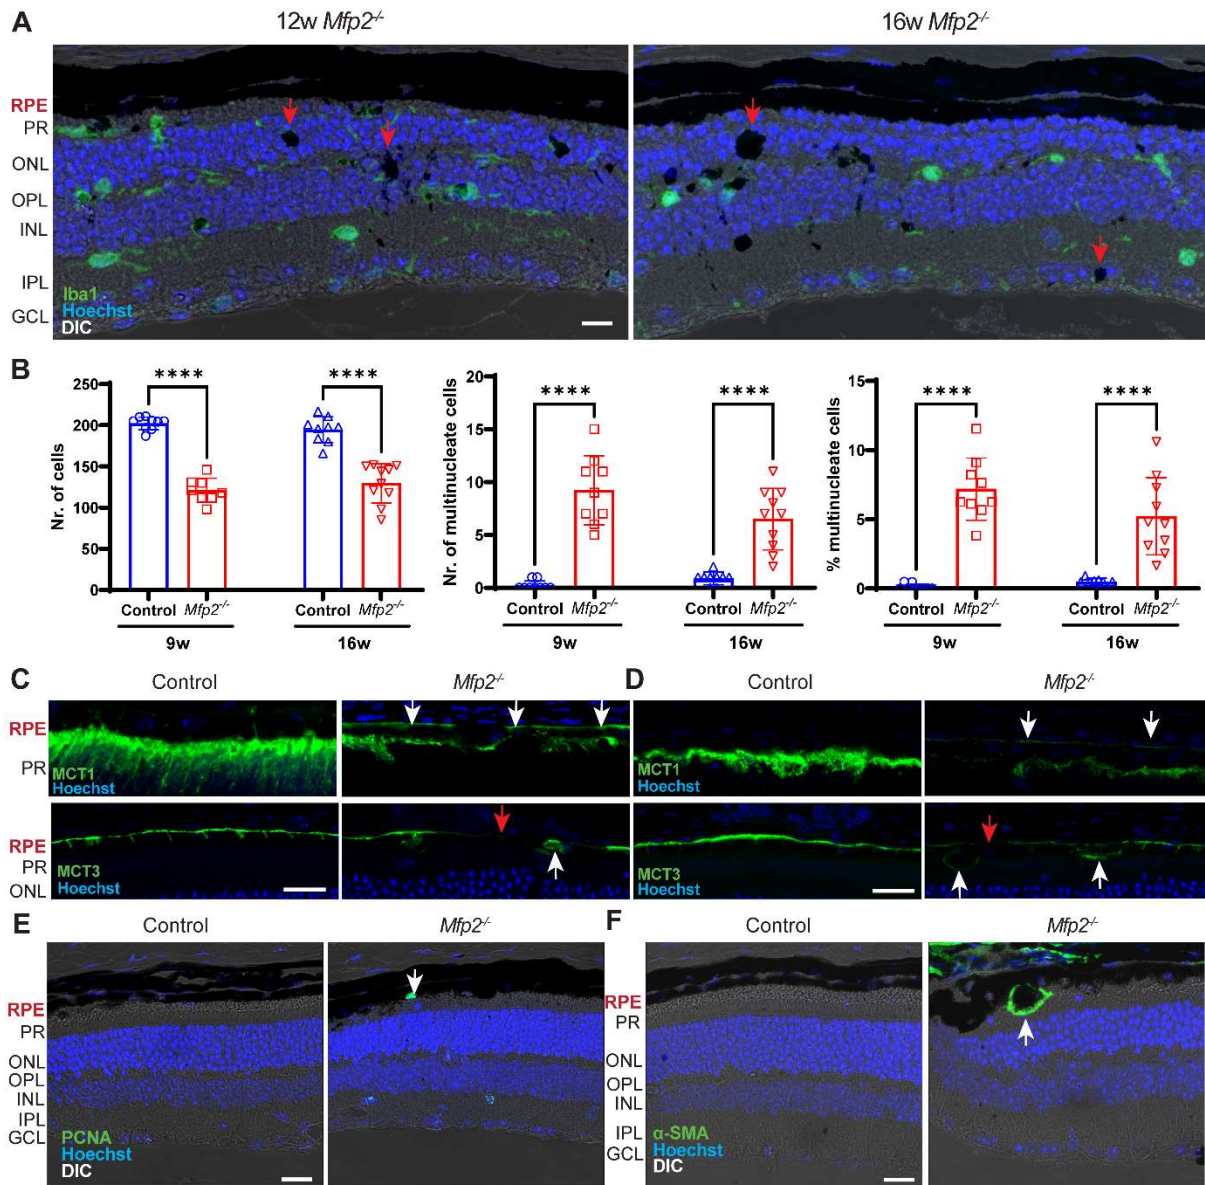 A
12w Mfp2-/-
16w Mfp2-/-
RPE
PR
ONL
OPL
INL
IPL
GCL
Iba1
Hoechst
DIC
B
Nr. of cells
250
200
150
100
50
0
**** ****
Control Mfp2-/- Control Mfp2-/-
9w 16w
Nr. of multinucleate cells
20
15
10
5
0
**** ****
Control Mfp2-/- Control Mfp2-/-
9w 16w
% multinucleate cells
15
10
5
0
**** ****
Control Mfp2-/- Control Mfp2-/-
9w 16w
C
Control
Mfp2-/-
RPE
PR
MCT1
Hoechst
RPE
PR
ONL
MCT3
Hoechst
D
Control
Mfp2-/-
MCT1
Hoechst
MCT3
Hoechst
E
Control
Mfp2-/-
RPE
PR
ONL
OPL
INL
IPL
GCL
PCNA
Hoechst
DIC
F
Control
Mfp2-/-
RPE
PR
ONL
OPL
INL
IPL
GCL
α-SMA
Hoechst
DIC